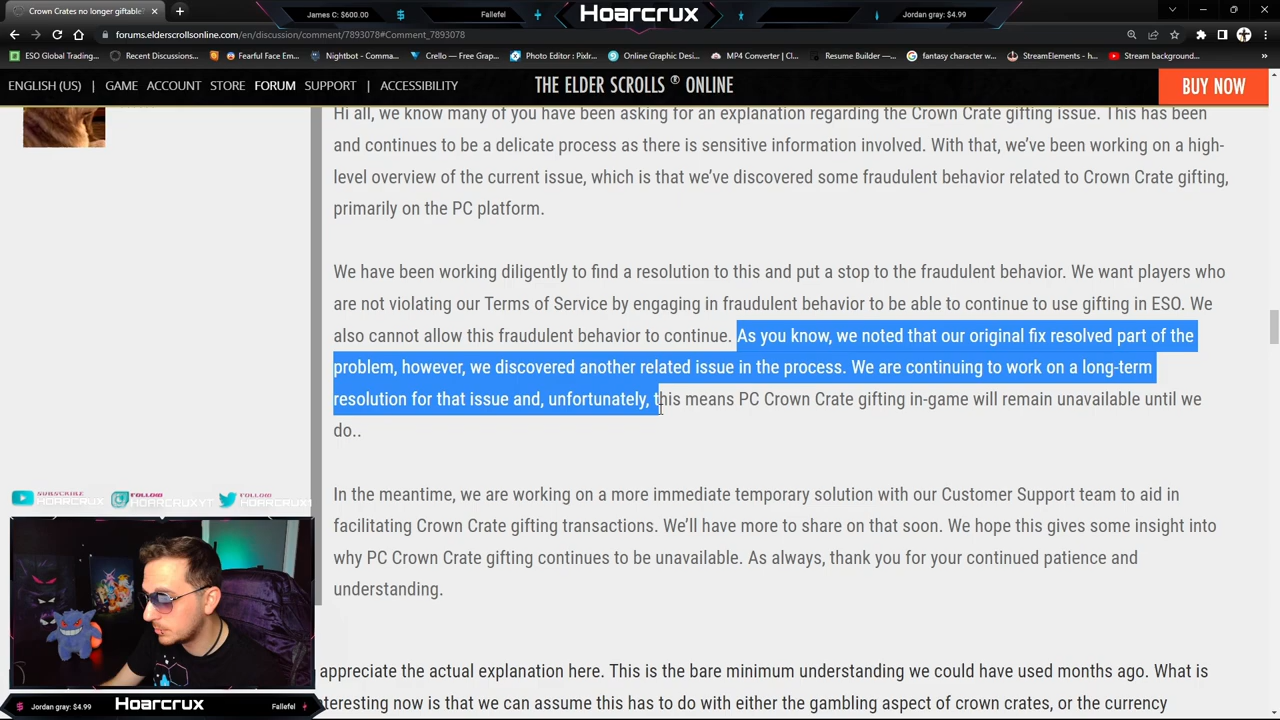 James C: $600.00
Fallefel
Hoarcrux
Jordan gray: $4.99
Crown Crates no longer giftable?
forums.elderscrollsonline.com/en/discussion/comment/7893078#Comment_7893078
ESO Global Trading...
Recent Discussions...
Fearful Face Em...
Nightbot - Comma...
Crello — Free Grap...
Photo Editor : Pixlr...
Online Graphic Desi...
MP4 Converter | Cl...
Resume Builder —...
fantasy character w...
StreamElements - h...
Stream background...
ENGLISH (US)
GAME
ACCOUNT
STORE
FORUM
SUPPORT
ACCESSIBILITY
THE ELDER SCROLLS ® ONLINE
BUY NOW
Hi all, we know many of you have been asking for an explanation regarding the Crown Crate gifting issue. This has been
and continues to be a delicate process as there is sensitive information involved. With that, we've been working on a high-
level overview of the current issue, which is that we've discovered some fraudulent behavior related to Crown Crate gifting,
primarily on the PC platform.
We have been working diligently to find a resolution to this and put a stop to the fraudulent behavior. We want players who
are not violating our Terms of Service by engaging in fraudulent behavior to be able to continue to use gifting in ESO. We
also cannot allow this fraudulent behavior to continue. As you know, we noted that our original fix resolved part of the
problem, however, we discovered another related issue in the process. We are continuing to work on a long-term
resolution for that issue and, unfortunately, this means PC Crown Crate gifting in-game will remain unavailable until we
do..
In the meantime, we are working on a more immediate temporary solution with our Customer Support team to aid in
facilitating Crown Crate gifting transactions. We'll have more to share on that soon. We hope this gives some insight into
why PC Crown Crate gifting continues to be unavailable. As always, thank you for your continued patience and
understanding.
appreciate the actual explanation here. This is the bare minimum understanding we could have used months ago. What is
nteresting now is that we can assume this has to do with either the gambling aspect of crown crates, or the currency
SUBSCRIBE
HOARCRUX
FOLLOW
HOARCRUXYT
FOLLOW
HOARCRUX1
Jordan gray: $4.99
Hoarcrux
Fallefel